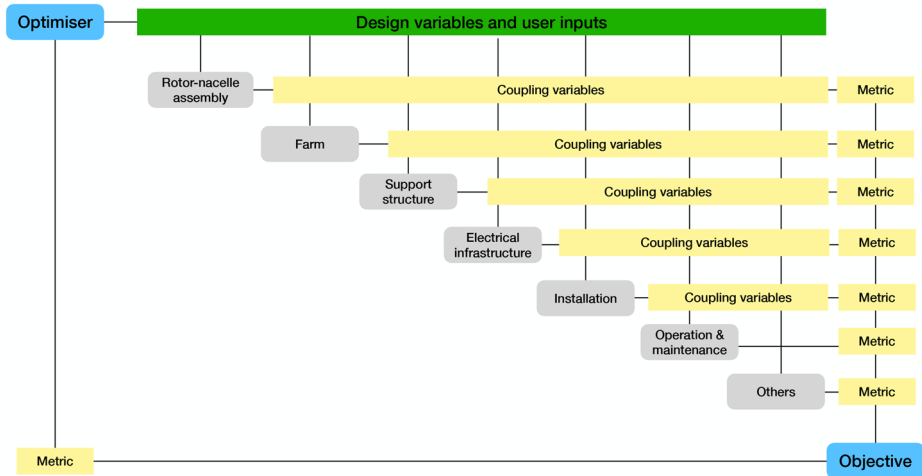 Optimiser
Design variables and user inputs
Rotor-nacelle
assembly
Coupling variables
Metric
Farm
Coupling variables
Metric
Support
structure
Coupling variables
Metric
Electrical
infrastructure
Coupling variables
Metric
Installation
Coupling variables
Metric
Operation &
maintenance
Metric
Others
Metric
Metric
Objective